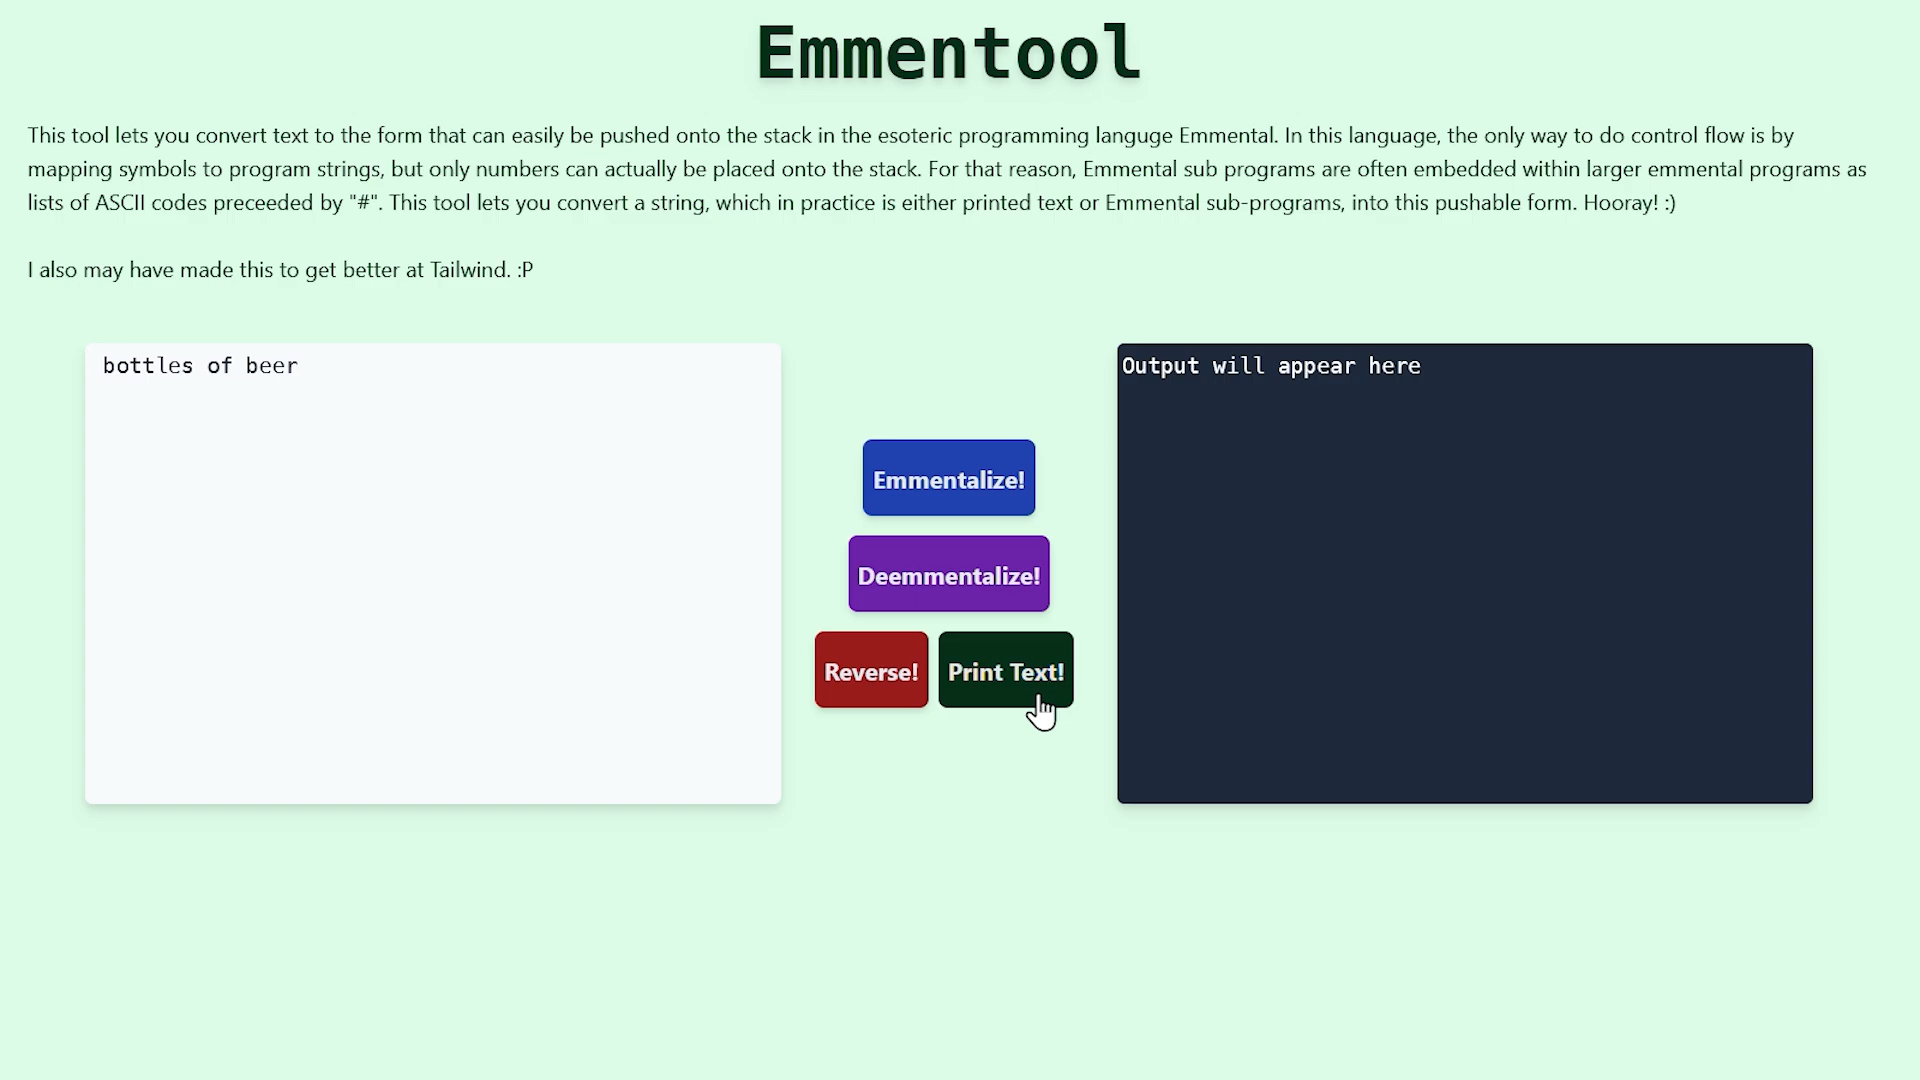 Emmentool
This tool lets you convert text to the form that can easily be pushed onto the stack in the esoteric programming languge Emmental. In this language, the only way to do control flow is by
mapping symbols to program strings, but only numbers can actually be placed onto the stack. For that reason, Emmental sub programs are often embedded within larger emmental programs as
lists of ASCII codes preceeded by "#". This tool lets you convert a string, which in practice is either printed text or Emmental sub-programs, into this pushable form. Hooray! :)
I also may have made this to get better at Tailwind. :P
bottles of beer
Output will appear here
Emmentalize!
Deemmentalize!
Reverse! Print Text!